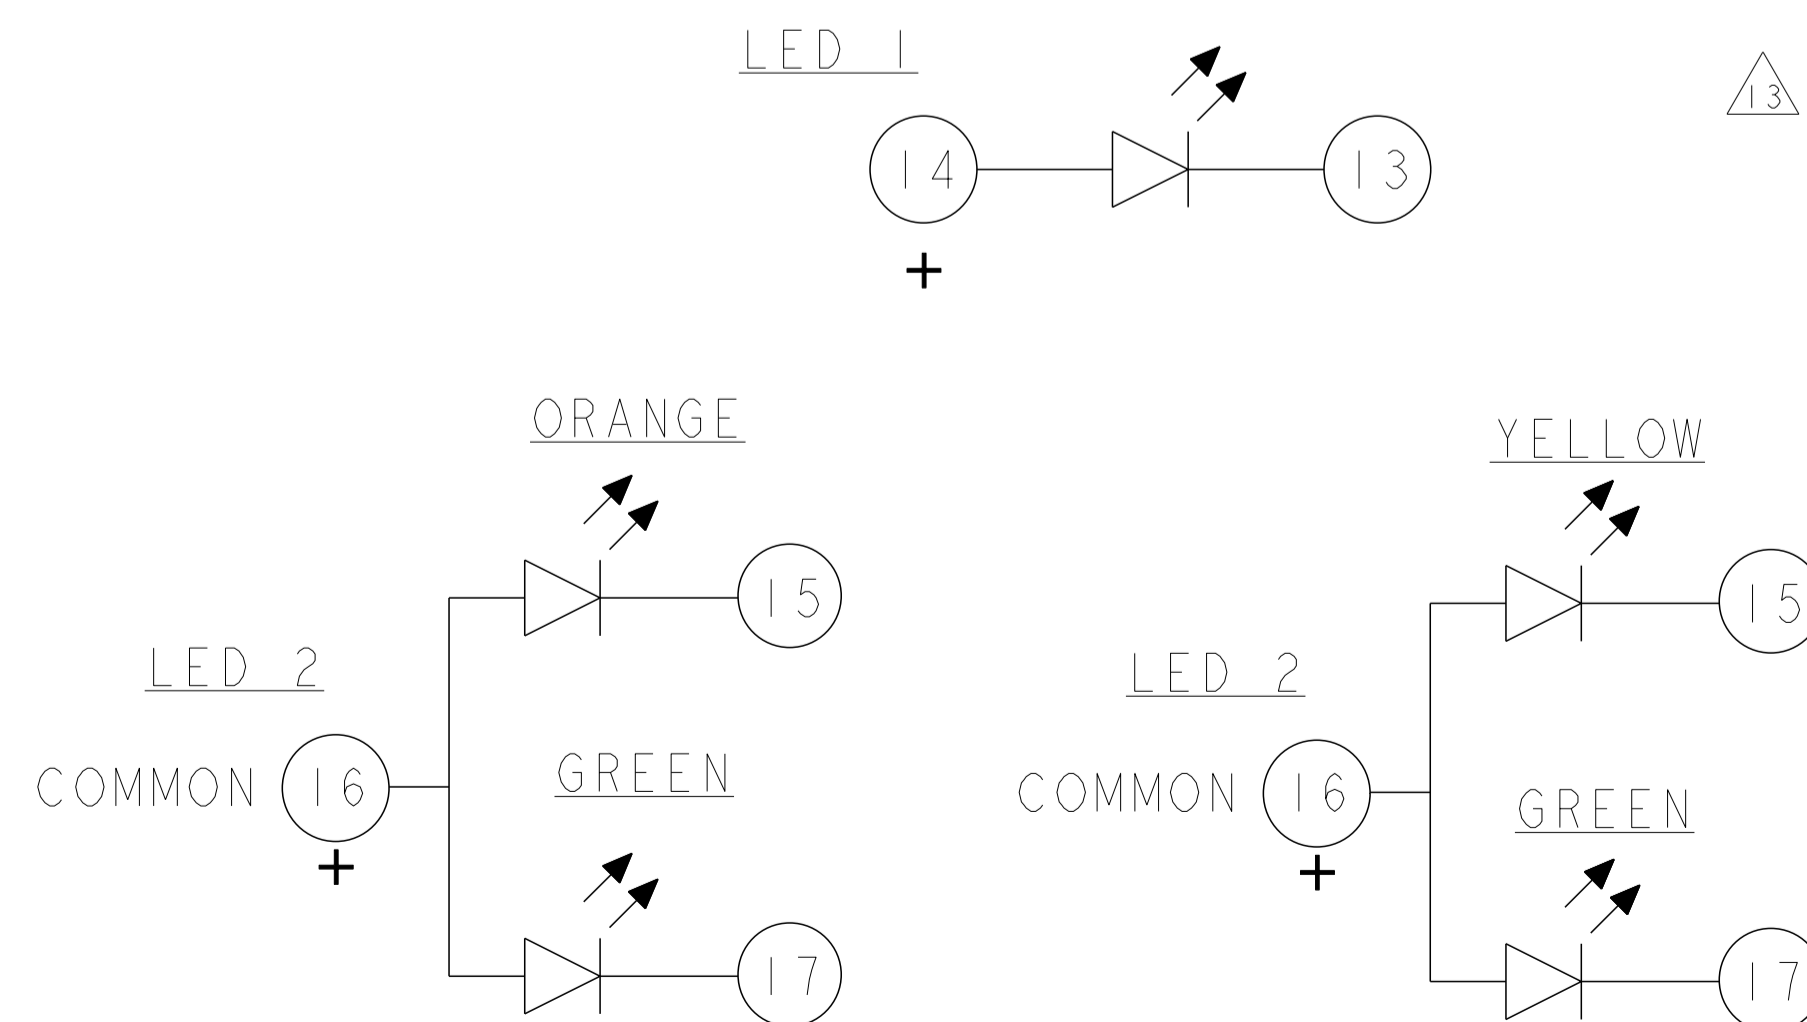 LED 1
13
14
13
+
ORANGE
YELLOW
15
15
LED 2
LED 2
GREEN
COMMON 16
COMMON 16
GREEN
+
+
17
17